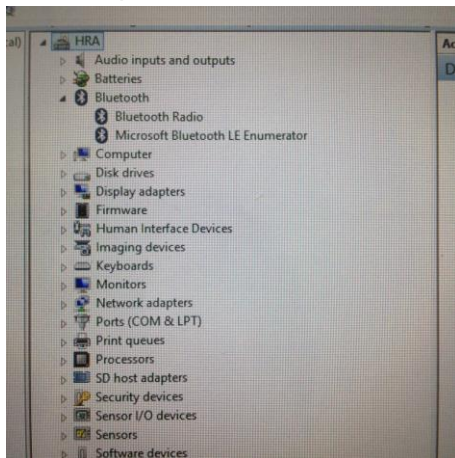 al)
HRA
Ac
D
Audio inputs and outputs
Batteries
Bluetooth
Bluetooth Radio
Microsoft Bluetooth LE Enumerator
Computer
Disk drives
Display adapters
Firmware
Human Interface Devices
Imaging devices
Keyboards
Monitors
Network adapters
Ports (COM & LPT)
Print queues
Processors
SD host adapters
Security devices
Sensor I/O devices
Sensors
Software devices